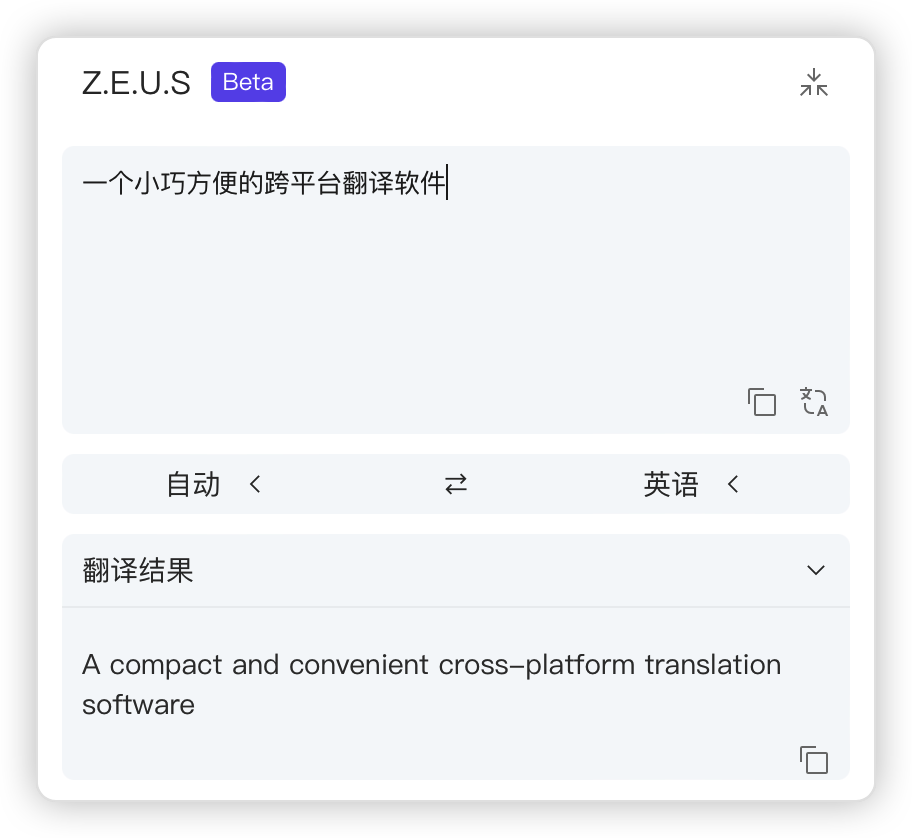 Z.E.U.S Beta
一个小巧方便的跨平台翻译软件
自动 英语
翻译结果
A compact and convenient cross–platform translation
software